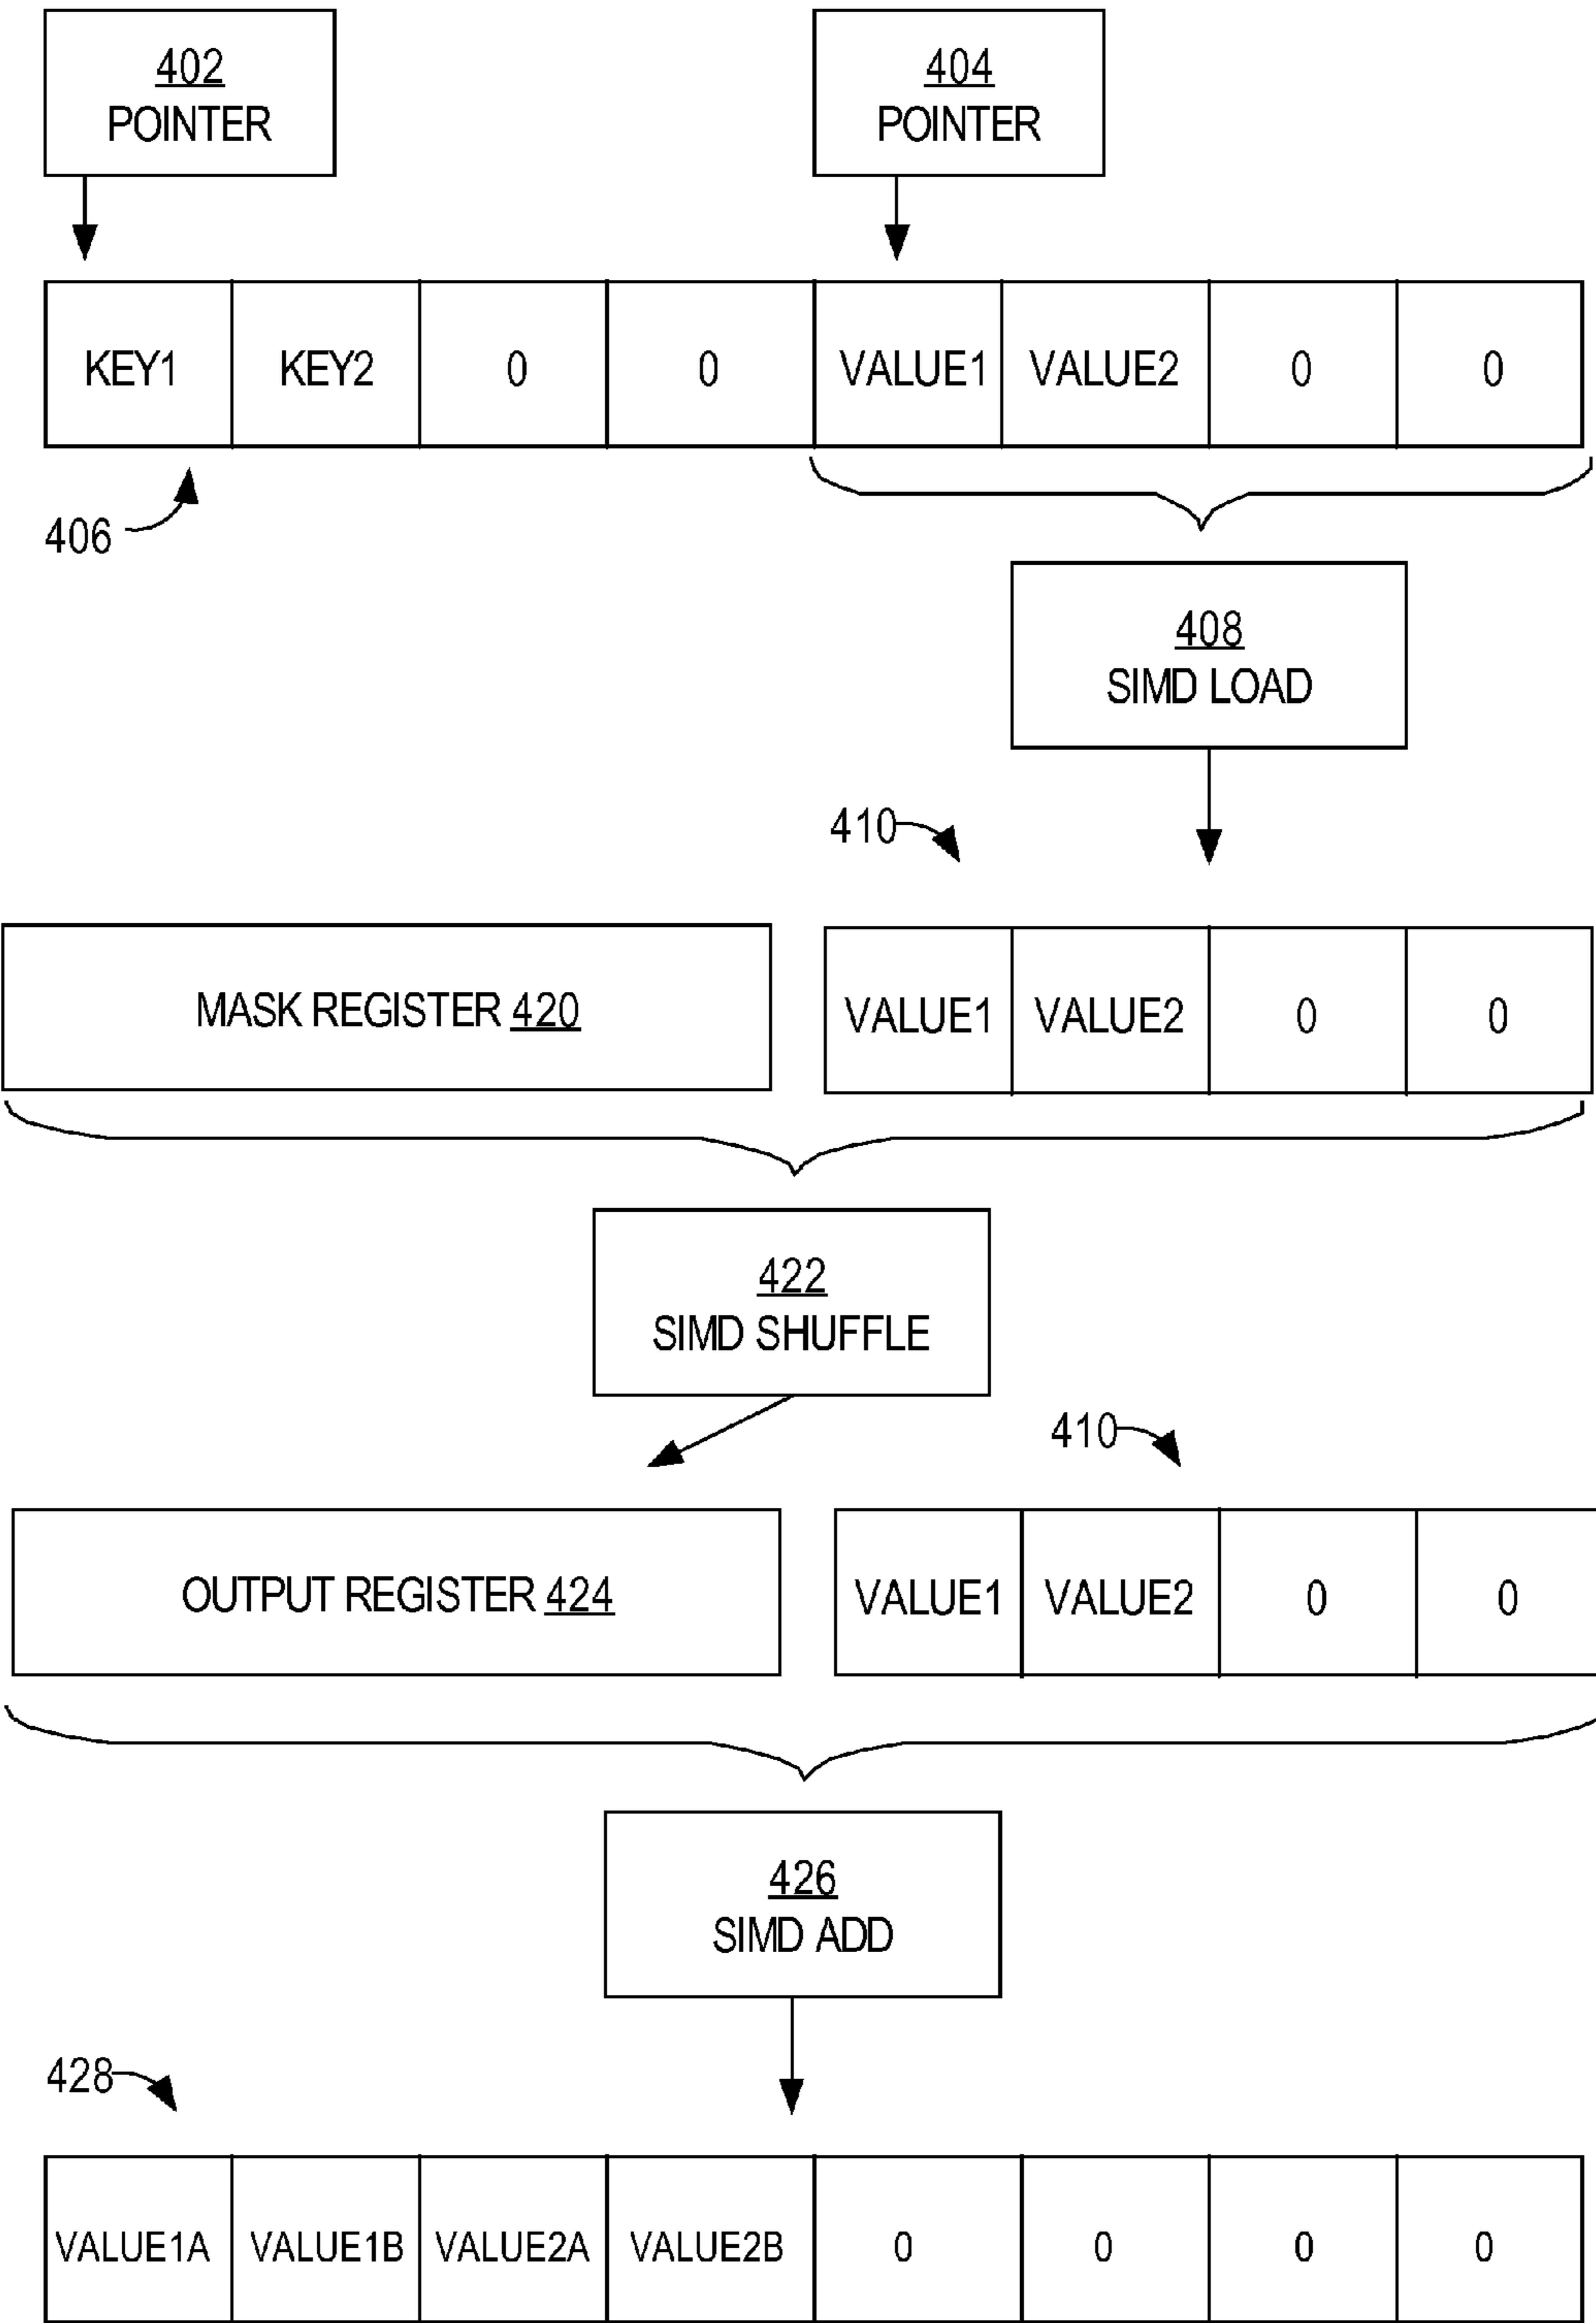 402
POINTER
404
POINTER
KEY1 KEY2 0 0 VALUE1 VALUE2 0 0
406
408
SIMD LOAD
410
MASK REGISTER 420
VALUE1 VALUE2 0 0
422
SIMD SHUFFLE
410
OUTPUT REGISTER 424
VALUE1 VALUE2 0 0
426
SIMD ADD
428
VALUE1A VALUE1B VALUE2A VALUE2B 0 0 0 0